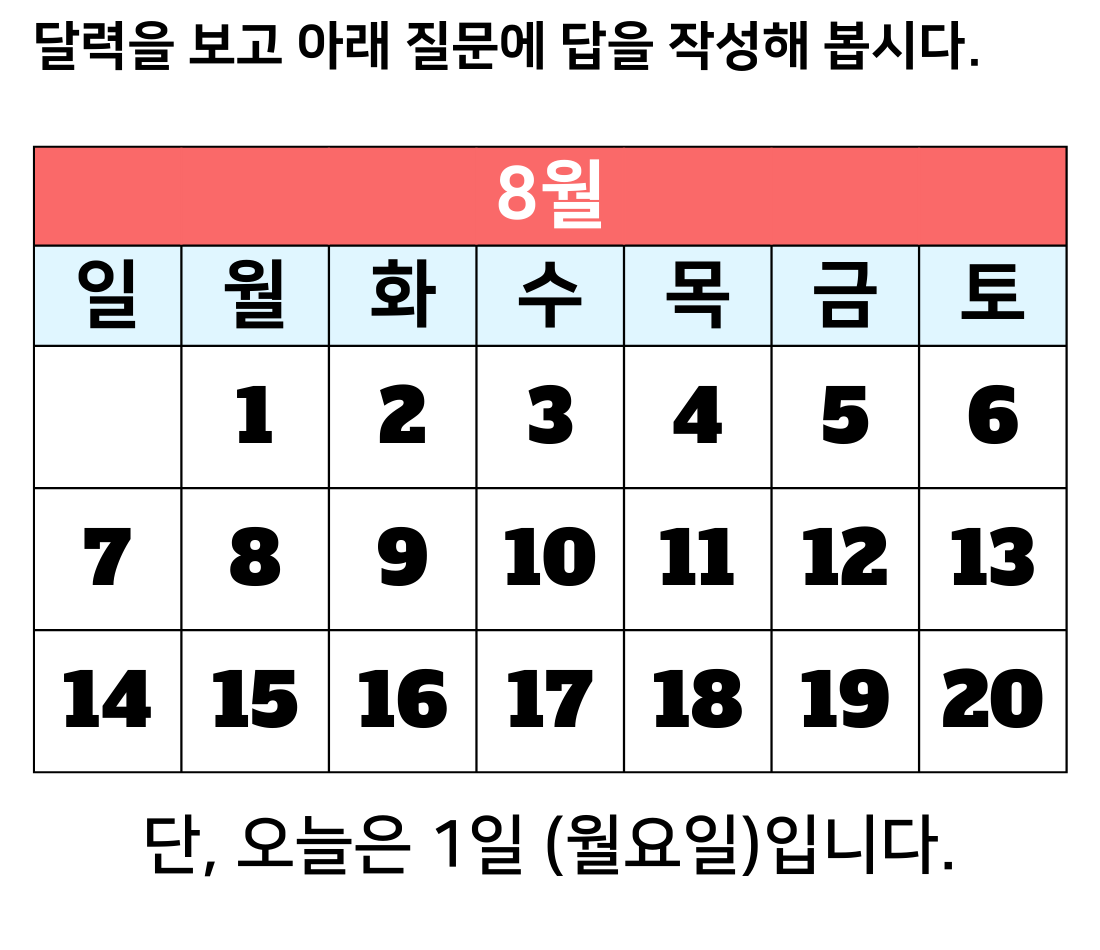 달력을 보고 아래 질문에 답을 작성해 봅시다.
8월
일 월 화 수 목 금 토
1 2 3 4 5 6
7 8 9 10 11 12 13
14 15 16 17 18 19 20
단, 오늘은 1일 (월요일)입니다.